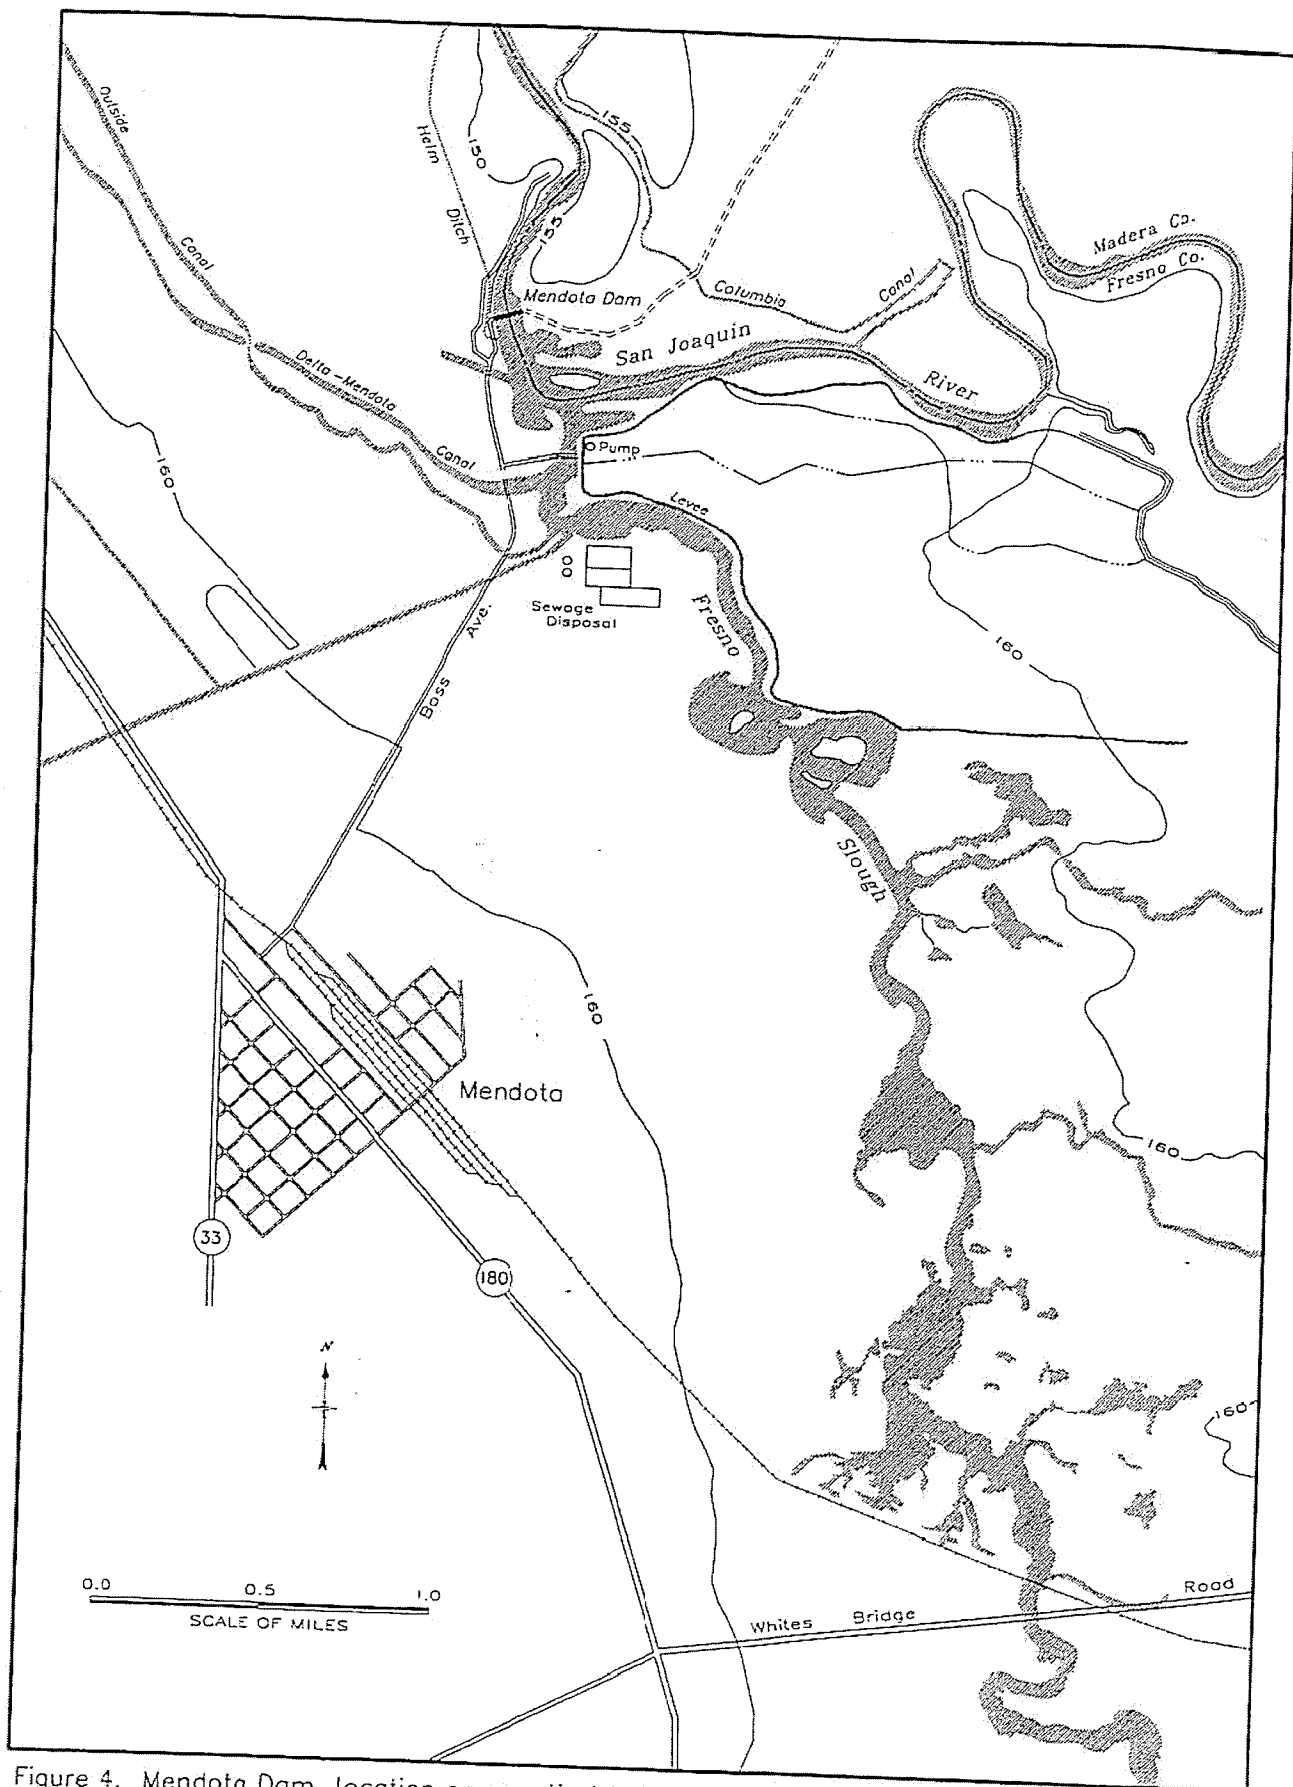 Outside
Canal
Helm
Ditch
150
155
155
Mendota Dam
Columbia
Canal
Madera Co.
Fresno Co.
San Joaquin
River
Delta-Mendota
Canal
Pump
Levee
160
Sewage
Disposal
Fresno
Slough
160
Boss
Ave.
160
Mendota
160
33
180
N
160
0.0
0.5
1.0
SCALE OF MILES
Whites Bridge Road
Figure 4. Mendota Dam, location